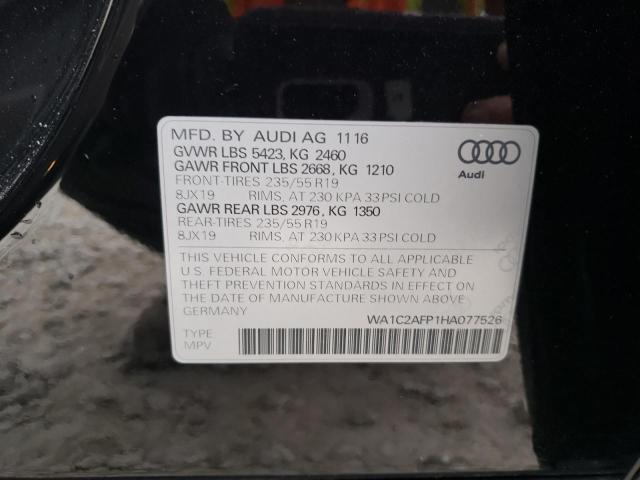 MFD. BY AUDI AG 11 16
GVWR LBS 5423, KG 2460
GAWR FRONT LBS 2668, KG 1210
FRONT-TIRES 235/55 R19
8JX19 RIMS, AT 230 KPA 33 PSI COLD
GAWR REAR LBS 2976, KG 1350
REAR-TIRES 235/55 R19
8JX19 RIMS, AT 230 KPA 33 PSI COLD
Audi
THIS VEHICLE CONFORMS TO ALL APPLICABLE
U.S. FEDERAL MOTOR VEHICLE SAFETY AND
THEFT PREVENTION STANDARDS IN EFFECT ON
THE DATE OF MANUFACTURE SHOWN ABOVE.
GERMANY
WA1C2AFP1HA077526
TYPE:
MPV